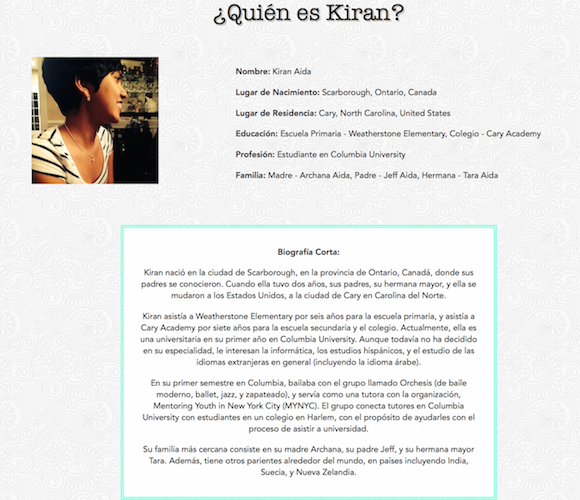 ¿Quién es Kiran?
Nombre: Kiran Aida
Lugar de Nacimiento: Scarborough, Ontario, Canada
Lugar de Residencia: Cary, North Carolina, United States
Educación: Escuela Primaria - Weatherstone Elementary, Colegio - Cary Academy
Profesión: Estudiante en Columbia University
Familia: Madre - Archana Aida, Padre - Jeff Aida, Hermana - Tara Aida
Biografía Corta:
Kiran nació en la ciudad de Scarborough, en la provincia de Ontario, Canadá, donde sus
padres se conocieron. Cuando ella tuvo dos años, sus padres, su hermana mayor, y ella se
mudaron a los Estados Unidos, a la ciudad de Cary en Carolina del Norte.
Kiran asistía a Weatherstone Elementary por seis años para la escuela primaria, y asistía a
Cary Academy por siete años para la escuela secundaria y el colegio. Actualmente, ella es
una universitaria en su primer año en Columbia University. Aunque todavía no ha decidido
en su especialidad, le interesan la informática, los estudios hispánicos, y el estudio de las
idiomas extranjeras en general (incluyendo la idioma árabe).
En su primer semestre en Columbia, bailaba con el grupo llamado Orchesis (de baile
moderno, ballet, jazz, y zapateado), y servía como una tutora con la organización,
Mentoring Youth in New York City (MYNYC). El grupo conecta tutores en Columbia
University con estudiantes en un colegio en Harlem, con el propósito de ayudarles con el
proceso de asistir a universidad.
Su familia más cercana consiste en su madre Archana, su padre Jeff, y su hermana mayor
Tara. Además, tiene otros parientes alrededor del mundo, en países incluyendo India,
Suecia, y Nueva Zelandia.